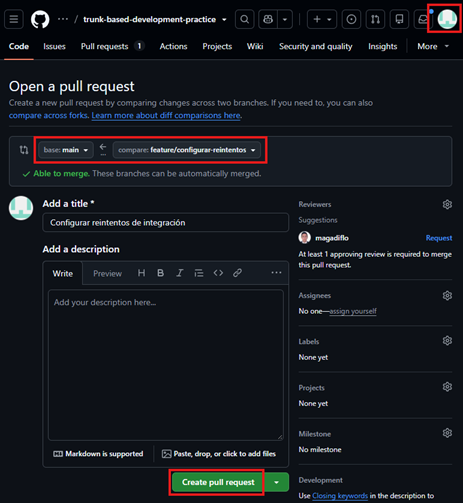 ··· / trunk-based-development-practice
Code Issues Pull requests 1 Actions Projects Wiki Security and quality Insights More
Open a pull request
Create a new pull request by comparing changes across two branches. If you need to, you can also
compare across forks. Learn more about diff comparisons here.
base: main
compare: feature/configurar-reintentos
Able to merge. These branches can be automatically merged.
Add a title *
Configurar reintentos de integración
Add a description
Write Preview H B I
Add your description here...
Markdown is supported
Paste, drop, or click to add files
Create pull request
Reviewers
Suggestions
magadiflo Request
At least 1 approving review is required to merge
this pull request.
Assignees
No one—assign yourself
Labels
None yet
Projects
None yet
Milestone
No milestone
Development
Use Closing keywords in the description to